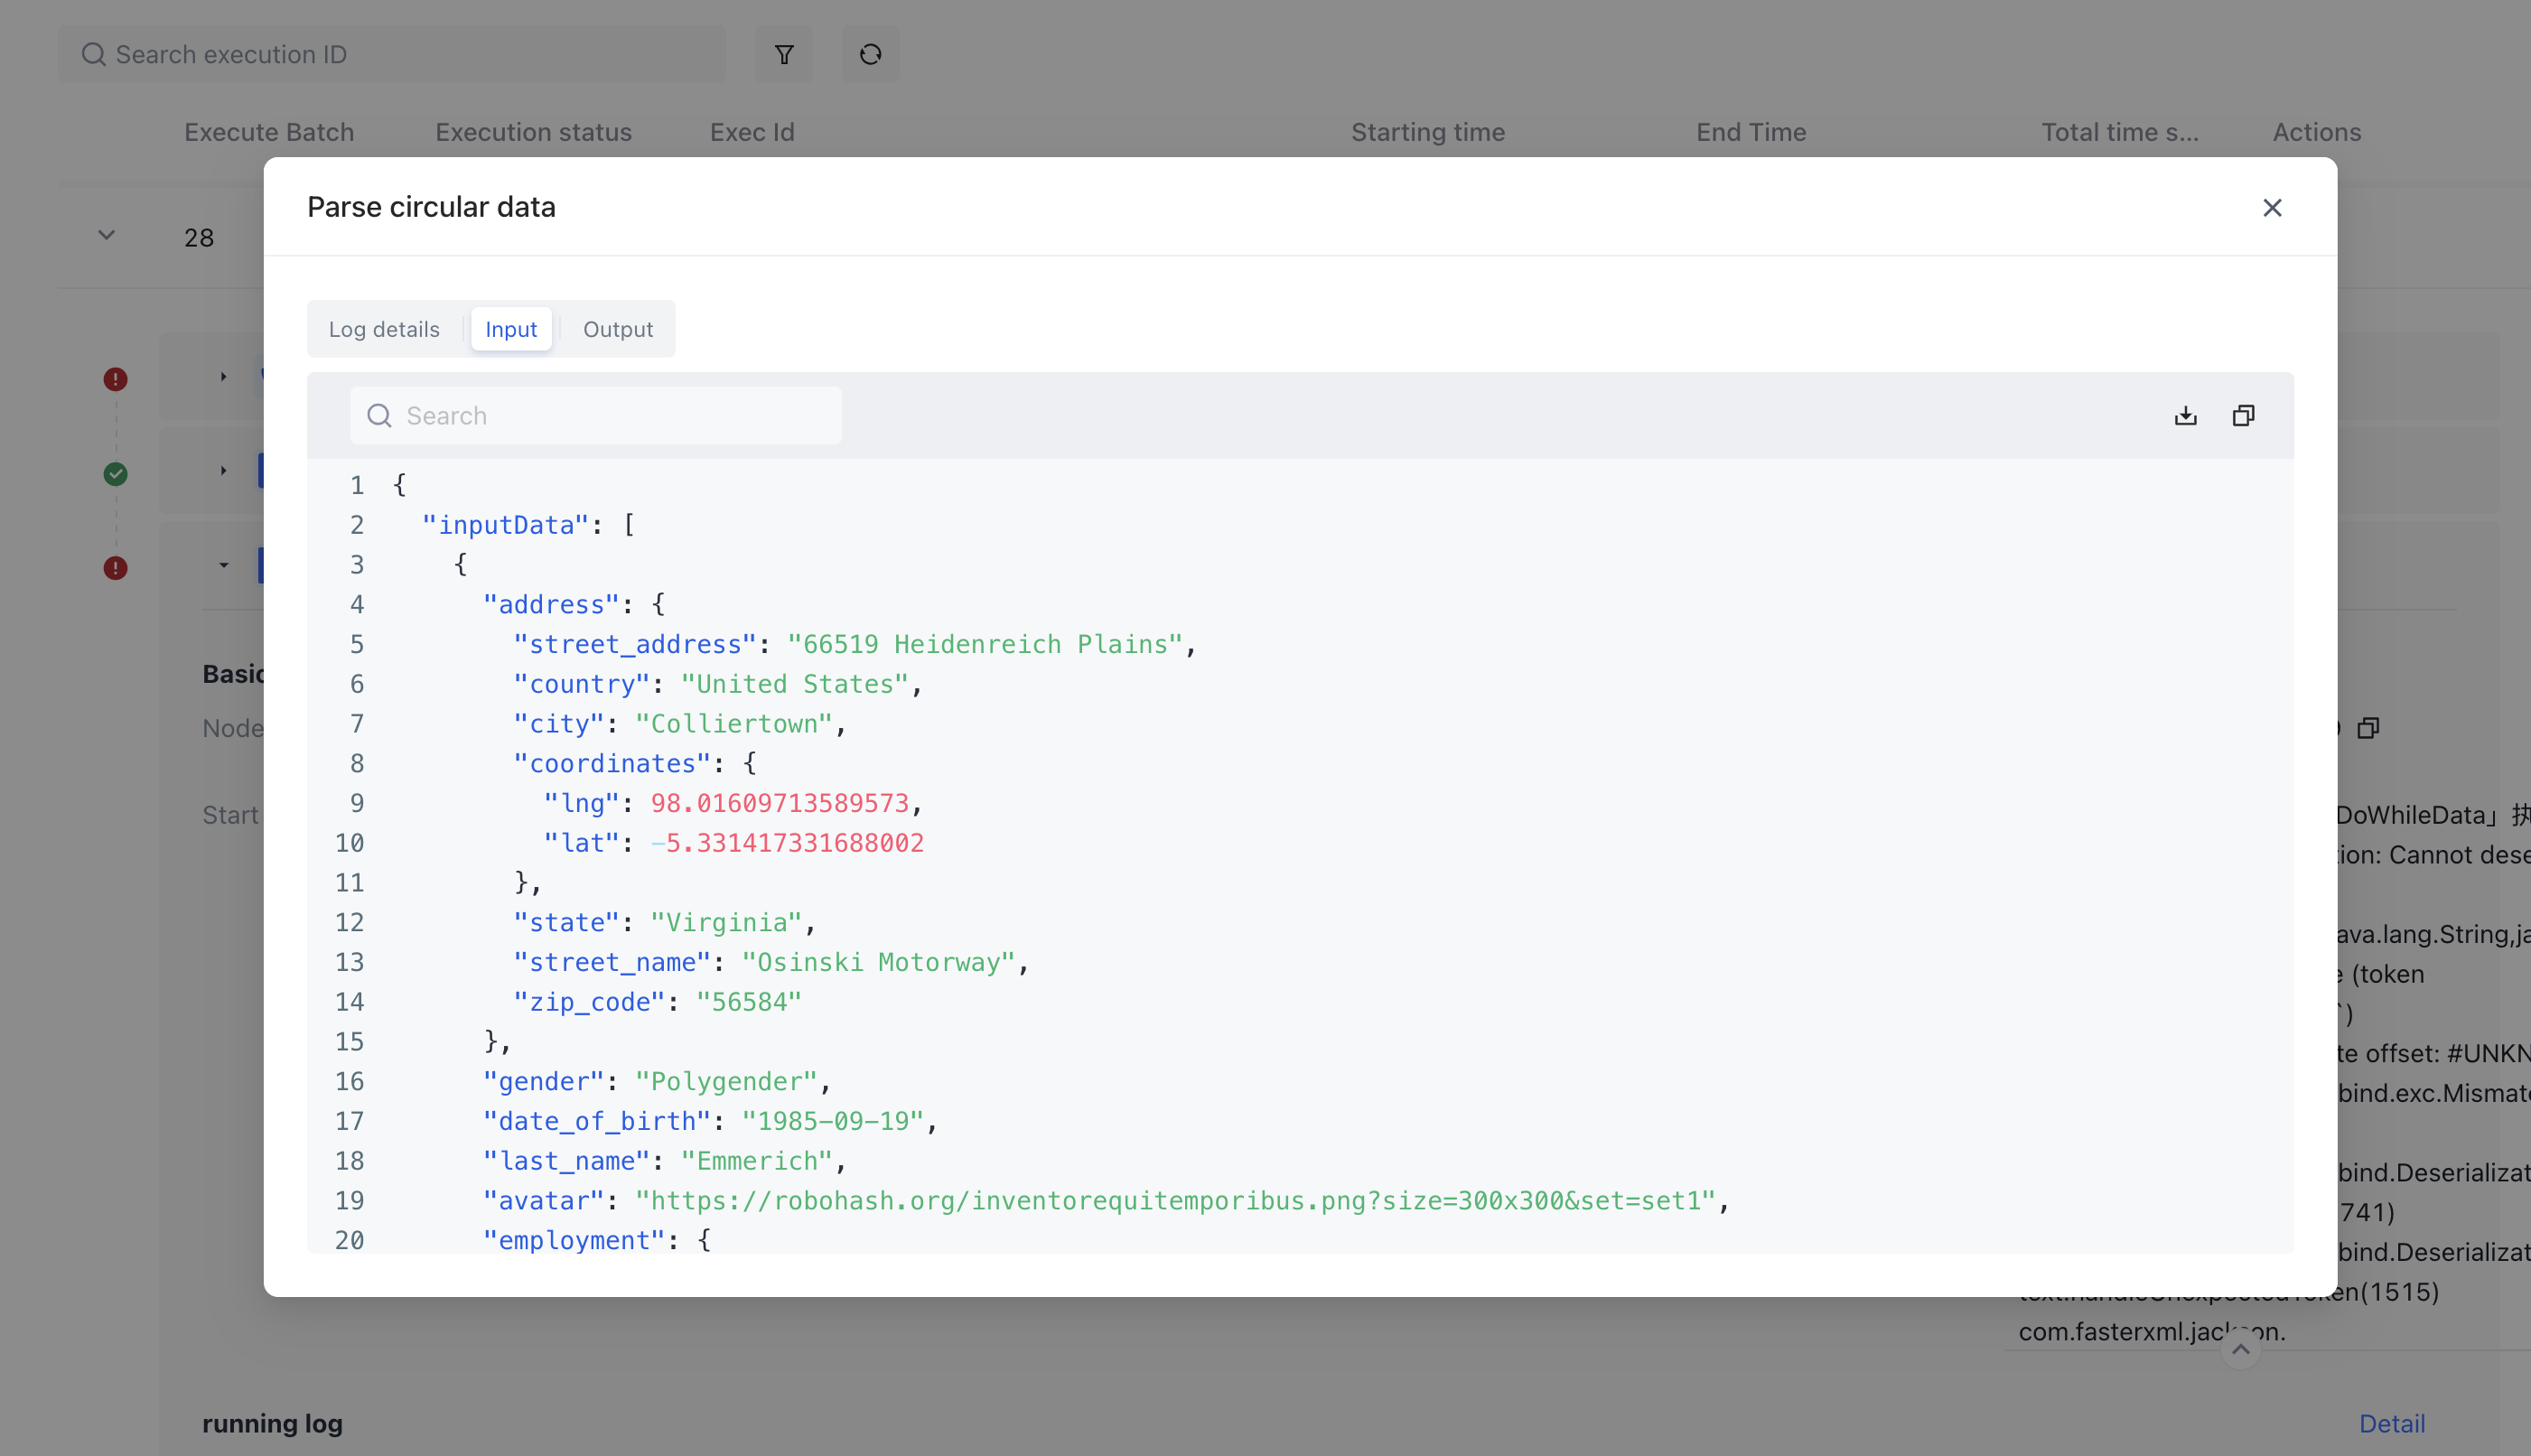 Search execution ID
Execute Batch Execution status Exec Id Starting time End Time Total time s... Actions
28
Parse circular data
Log details Input Output
Search
1 {
2 "inputData": [
3 {
4 "address": {
5 "street_address": "66519 Heidenreich Plains",
6 "country": "United States",
7 "city": "Colliertown",
8 "coordinates": {
9 "lng": 98.01609713589573,
10 "lat": -5.331417331688002
11 },
12 "state": "Virginia",
13 "street_name": "Osinski Motorway",
14 "zip_code": "56584"
15 },
16 "gender": "Polygender",
17 "date_of_birth": "1985-09-19",
18 "last_name": "Emmerich",
19 "avatar": "https://robohash.org/inventorequitemporibus.png?size=300x300&set=set1",
20 "employment": {
Basic
Node
Start
DoWhileData」执
tion: Cannot dese
ava.lang.String,ja
(token
`)
te offset: #UNKN
bind.exc.Mismatc
bind.Deserializat
741)
bind.Deserializat
en(1515)
com.fasterxml.jackson.
running log Detail